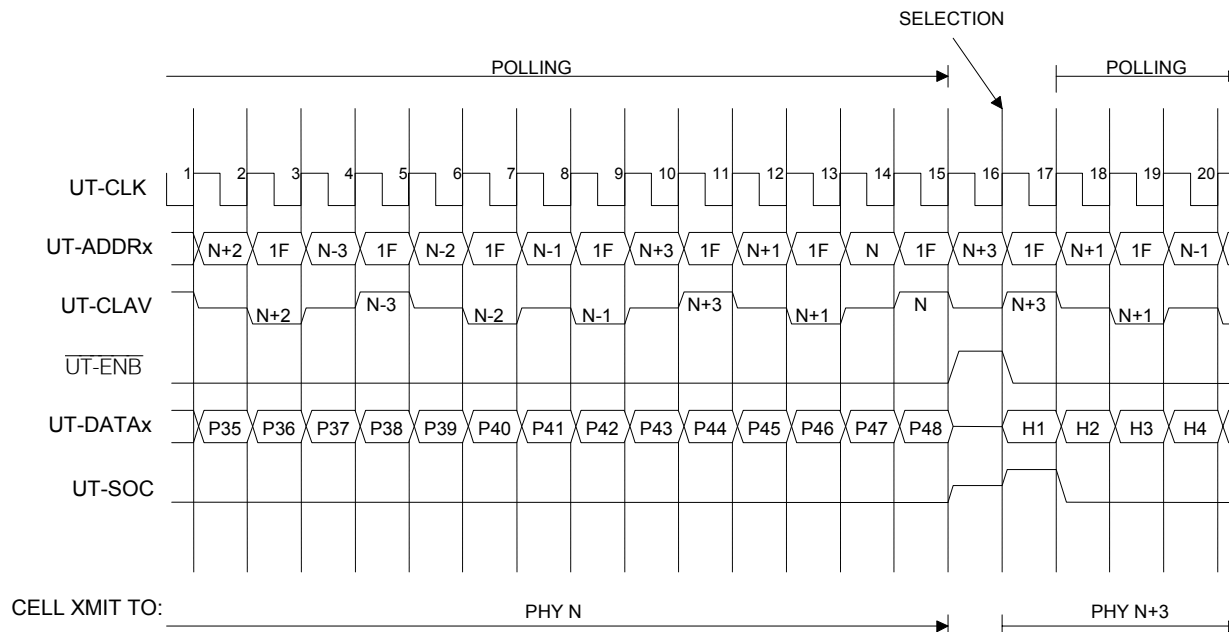 SELECTION
POLLING POLLING
UT-CLK 1 2 3 4 5 6 7 8 9 10 11 12 13 14 15 16 17 18 19 20
UT-ADDRx N+2 1F N-3 1F N-2 1F N-1 1F N+3 1F N+1 1F N 1F N+3 1F N+1 1F N-1
UT-CLAV N+2 N-3 N-2 N-1 N+3 N+1 N N+3 N+1
UT-ENB
UT-DATAx P35 P36 P37 P38 P39 P40 P41 P42 P43 P44 P45 P46 P47 P48 H1 H2 H3 H4
UT-SOC
CELL XMIT TO: PHY N PHY N+3